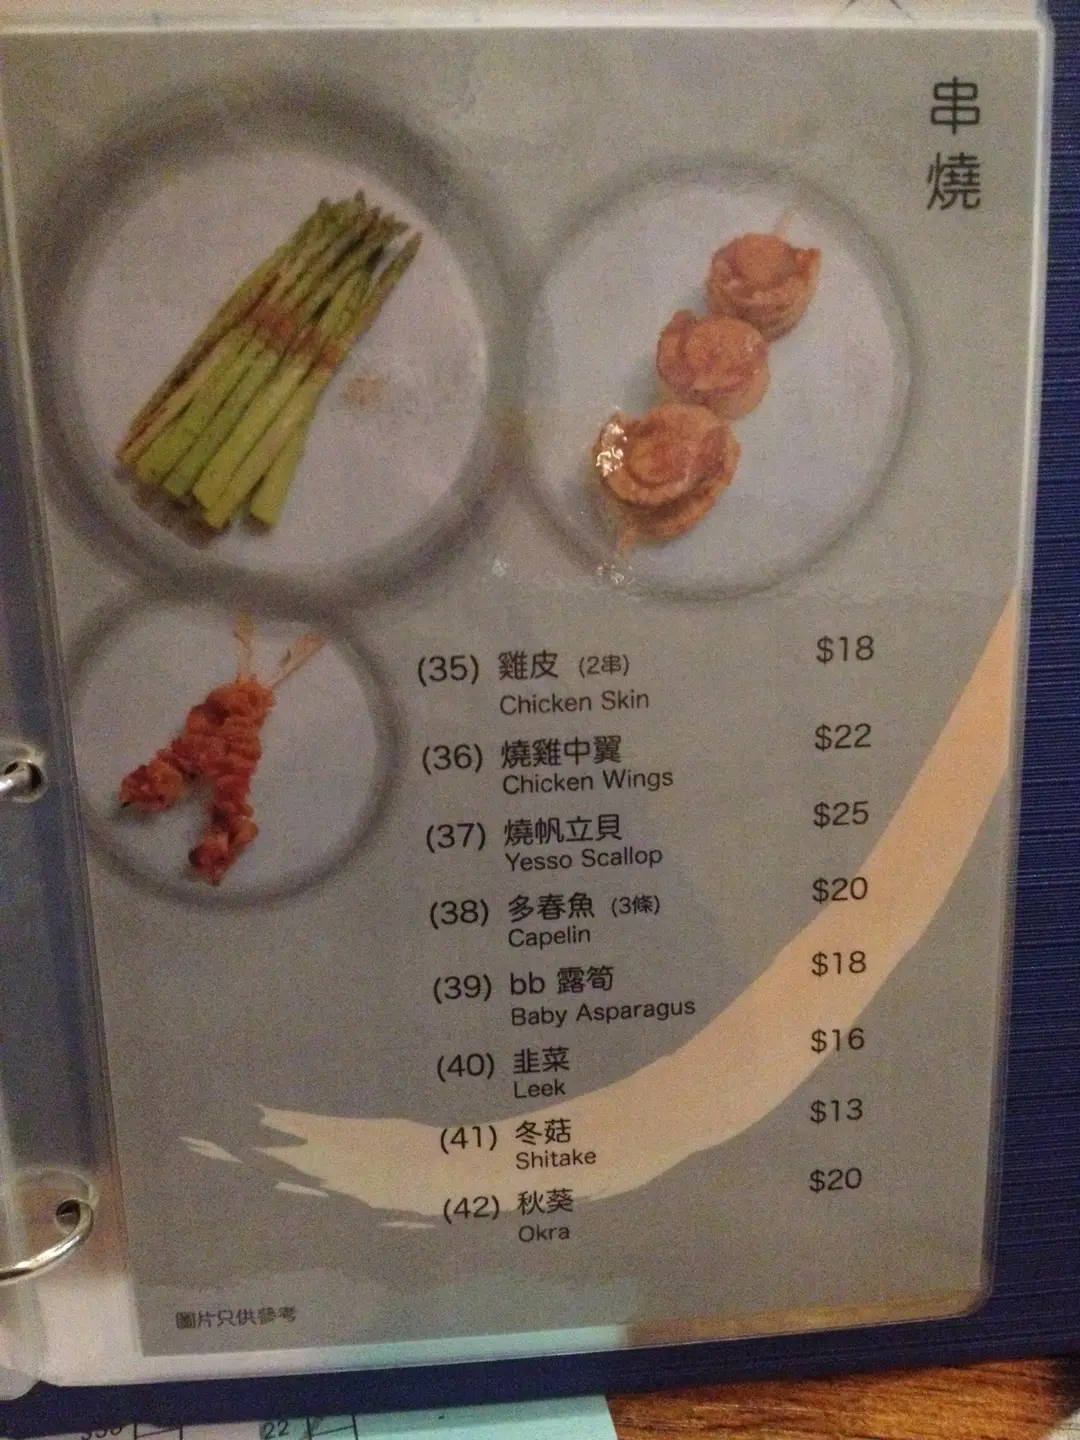 串燒
(35) 雞皮 (2串) $18
Chicken Skin
(36) 燒雞中翼 $22
Chicken Wings
(37) 燒帆立貝 $25
Yesso Scallop
(38) 多春魚 (3條) $20
Capelin
(39) bb 露筍 $18
Baby Asparagus
(40) 韭菜 $16
Leek
(41) 冬菇 $13
Shitake
(42) 秋葵 $20
Okra
圖片只供參考
22